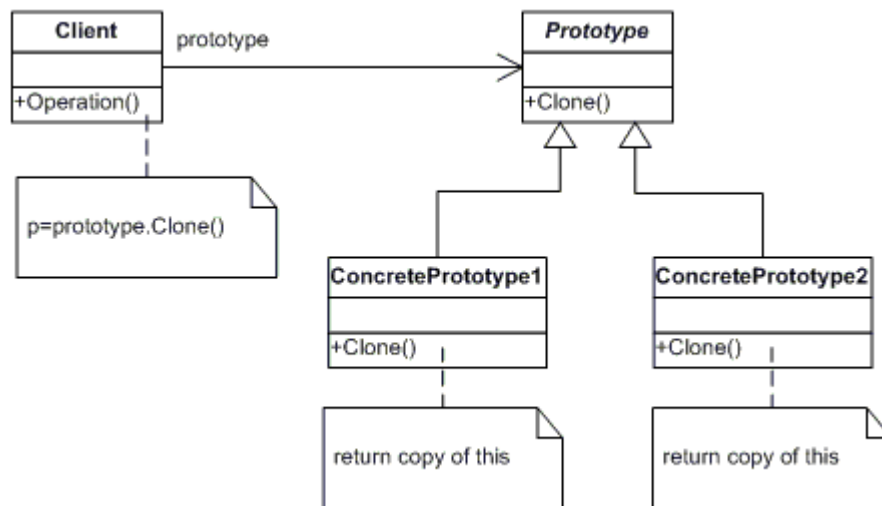 Client
prototype
Prototype
+Operation()
+Clone()
p=prototype.Clone()
ConcretePrototype1
ConcretePrototype2
+Clone()
+Clone()
return copy of this
return copy of this